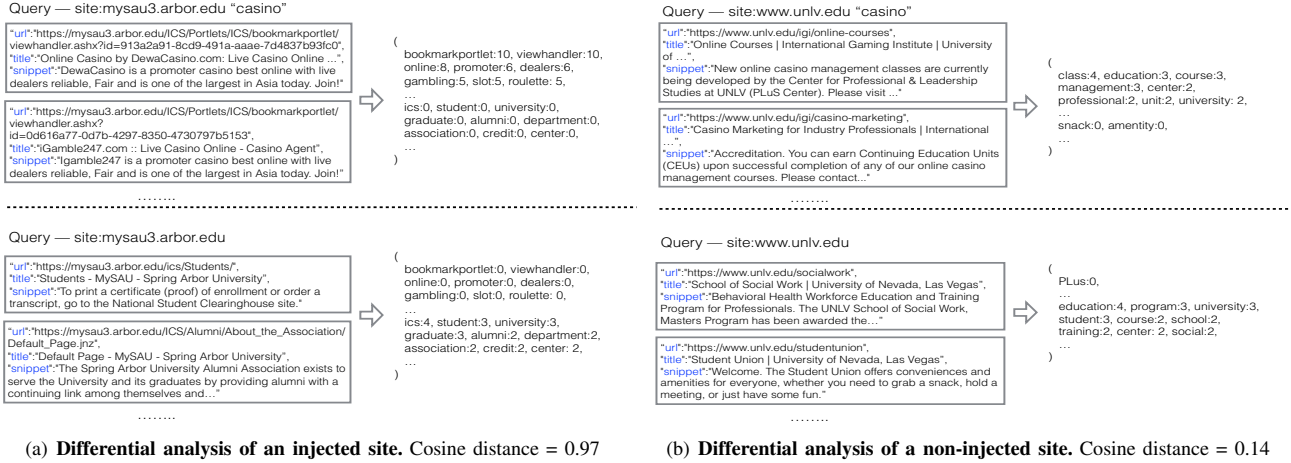 Query — site:mysau3.arbor.edu “casino”
“url":"https://mysau3.arbor.edu/ICS/Portlets/ICS/bookmarkportlet/
viewhandler.ashx?id=913a2a91-8cd9-491a-aaae-7d4837b93fc0",
"title":"Online Casino by DewaCasino.com: Live Casino Online ...",
"snippet":"DewaCasino is a promoter casino best online with live
dealers reliable, Fair and is one of the largest in Asia today. Join!"
"url":"https://mysau3.arbor.edu/ICS/Portlets/ICS/bookmarkportlet/
viewhandler.ashx?
id=0d616a77-0d7b-4297-8350-4730797b5153",
"title":"iGamble247.com :: Live Casino Online - Casino Agent",
"snippet":"Igamble247 is a promoter casino best online with live
dealers reliable, Fair and is one of the largest in Asia today. Join!"
........
(
bookmarkportlet:10, viewhandler:10,
online:8, promoter:6, dealers:6,
gambling:5, slot:5, roulette: 5,
…
ics:0, student:0, university:0,
graduate:0, alumni:0, department:0,
association:0, credit:0, center:0,
…
)
Query — site:mysau3.arbor.edu
"url":"https://mysau3.arbor.edu/ics/Students/",
"title":"Students - MySAU - Spring Arbor University",
"snippet":"To print a certificate (proof) of enrollment or order a
transcript, go to the National Student Clearinghouse site."
"url":"https://mysau3.arbor.edu/ICS/Alumni/About_the_Association/
Default_Page.jnz",
"title":"Default Page - MySAU - Spring Arbor University",
"snippet":"The Spring Arbor University Alumni Association exists to
serve the University and its graduates by providing alumni with a
continuing link among themselves and…"
........
(
bookmarkportlet:0, viewhandler:0,
online:0, promoter:0, dealers:0,
gambling:0, slot:0, roulette: 0,
…
ics:4, student:3, university:3,
graduate:3, alumni:2, department:2,
association:2, credit:2, center: 2,
…
)
(a) Differential analysis of an injected site. Cosine distance = 0.97
Query — site:www.unlv.edu “casino”
"url":"https://www.unlv.edu/igi/online-courses",
"title":"Online Courses | International Gaming Institute | University
of …",
"snippet":"New online casino management classes are currently
being developed by the Center for Professional & Leadership
Studies at UNLV (PLuS Center). Please visit ..."
"url":"https://www.unlv.edu/igi/casino-marketing",
"title":"Casino Marketing for Industry Professionals | International
…",
"snippet":"Accreditation. You can earn Continuing Education Units
(CEUs) upon successful completion of any of our online casino
management courses. Please contact..."
........
(
class:4, education:3, course:3,
management:3, center:2,
professional:2, unit:2, university: 2,
…
snack:0, amentity:0,
…
)
Query — site:www.unlv.edu
"url":"https://www.unlv.edu/socialwork",
"title":"School of Social Work | University of Nevada, Las Vegas",
"snippet":"Behavioral Health Workforce Education and Training
Program for Professionals. The UNLV School of Social Work,
Masters Program has been awarded the…"
"url":"https://www.unlv.edu/studentunion",
"title":"Student Union | University of Nevada, Las Vegas",
"snippet":"Welcome. The Student Union offers conveniences and
amenities for everyone, whether you need to grab a snack, hold a
meeting, or just have some fun."
........
(
PLus:0,
…
education:4, program:3, university:3,
student:3, course:2, school:2,
training:2, center: 2, social:2,
…
)
(b) Differential analysis of a non-injected site. Cosine distance = 0.14